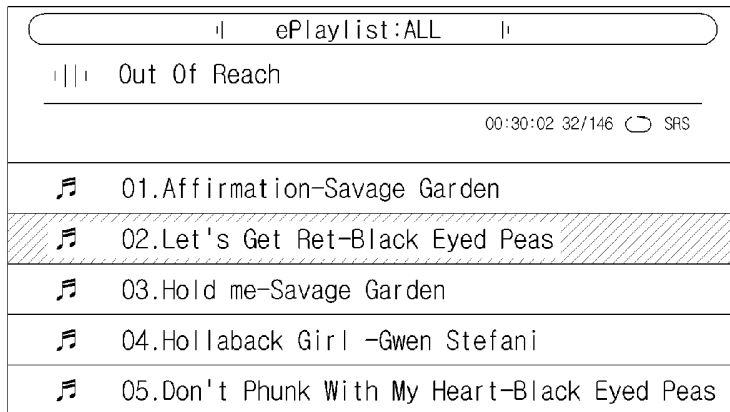 ePlaylist:ALL
Out Of Reach
00:30:02 32/146 SRS
01.Affirmation-Savage Garden
02.Let's Get Ret-Black Eyed Peas
03.Hold me-Savage Garden
04.Hollaback Girl -Gwen Stefani
05.Don't Phunk With My Heart-Black Eyed Peas